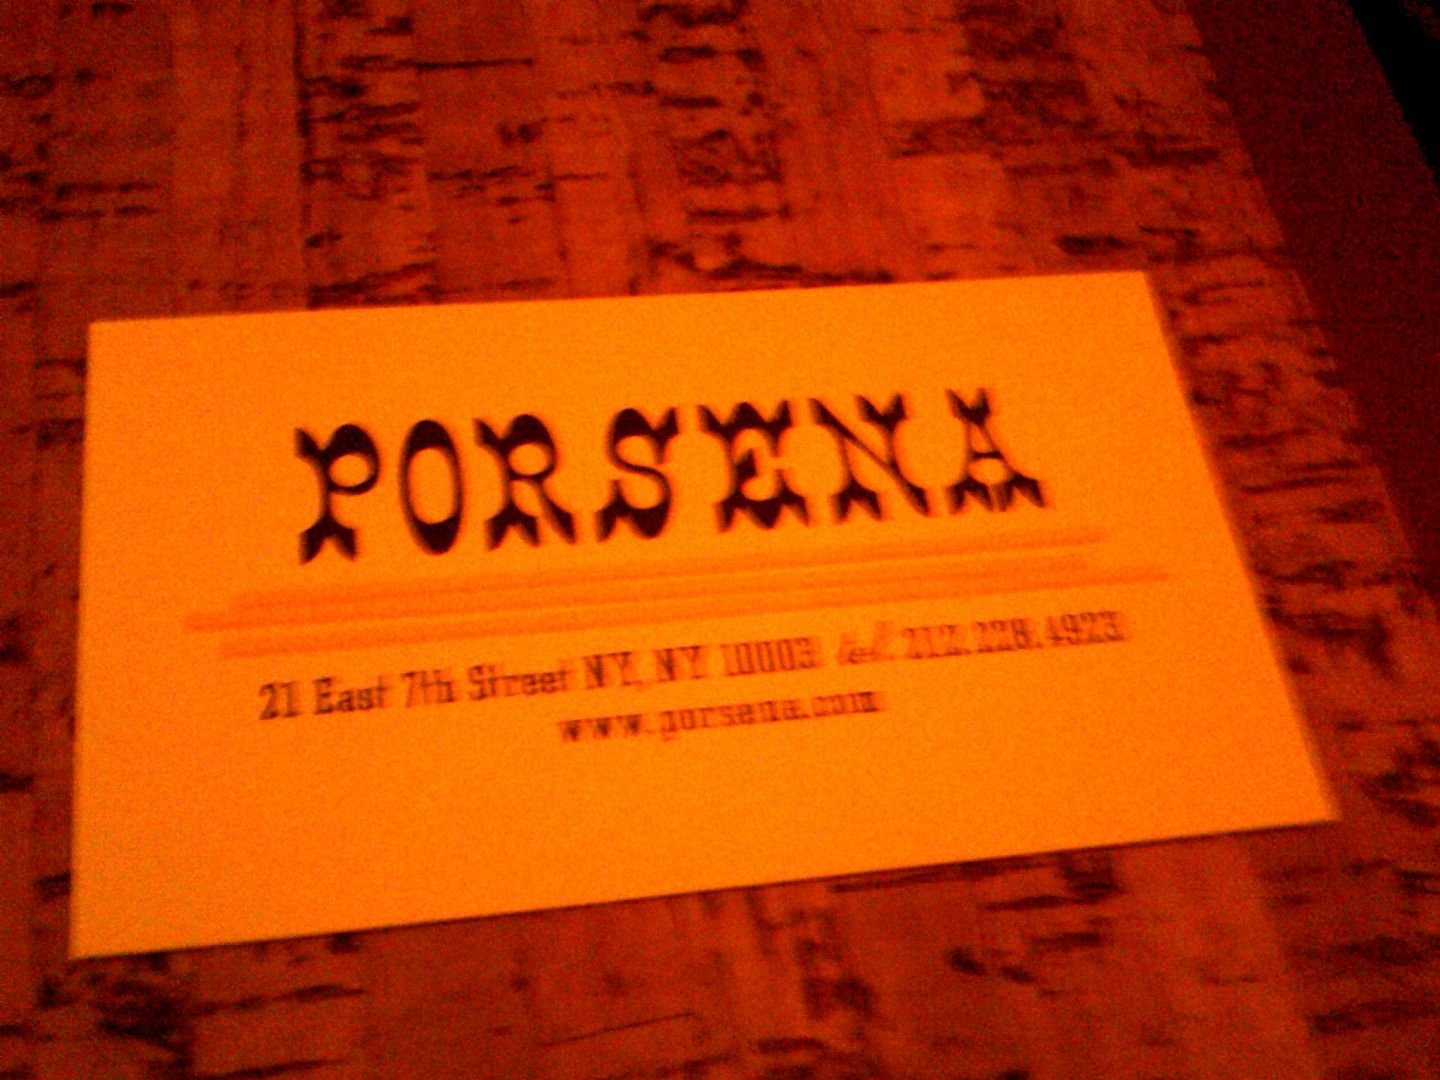 PORSENA
21 East 7th Street NY, NY 10003 tel. 212.228.4923
www.porsena.com